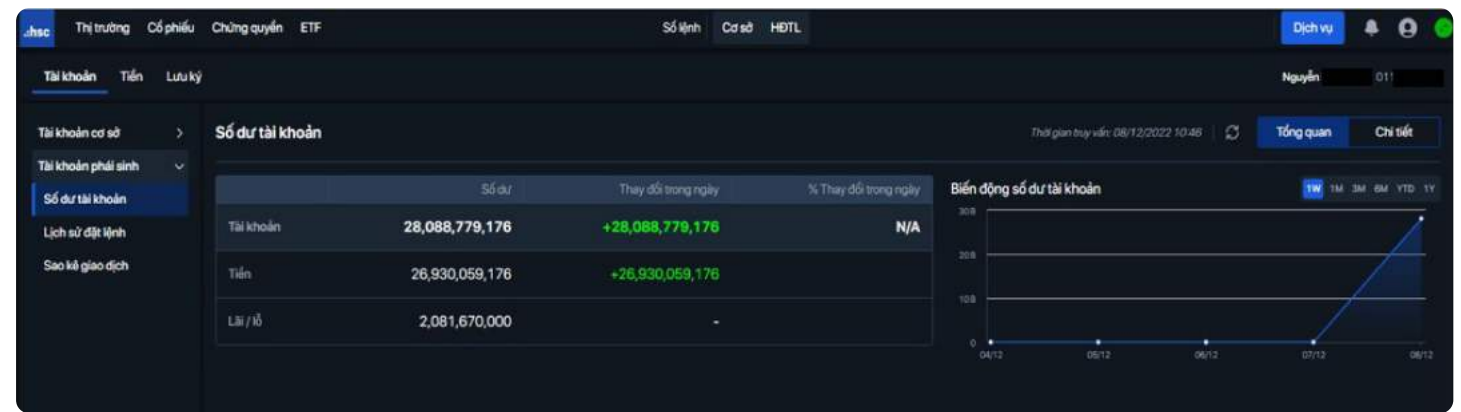 .:hsc Thị trường Cổ phiếu Chứng quyền ETF Sổ lệnh Cơ sở HĐTL Dịch vụ
Tài khoản Tiền Lưu ký Nguyễn 011
Tài khoản cơ sở
Tài khoản phái sinh
Số dư tài khoản
Lịch sử đặt lệnh
Sao kê giao dịch
Số dư tài khoản Thời gian truy vấn: 08/12/2022 10:46 Tổng quan Chi tiết
Số dư Thay đổi trong ngày % Thay đổi trong ngày
Tài khoản 28,088,779,176 +28,088,779,176 N/A
Tiền 26,930,059,176 +26,930,059,176
Lãi / lỗ 2,081,670,000 -
Biến động số dư tài khoản 1W 1M 3M 6M YTD 1Y
30B
20B
10B
0
04/12 05/12 06/12 07/12 08/12